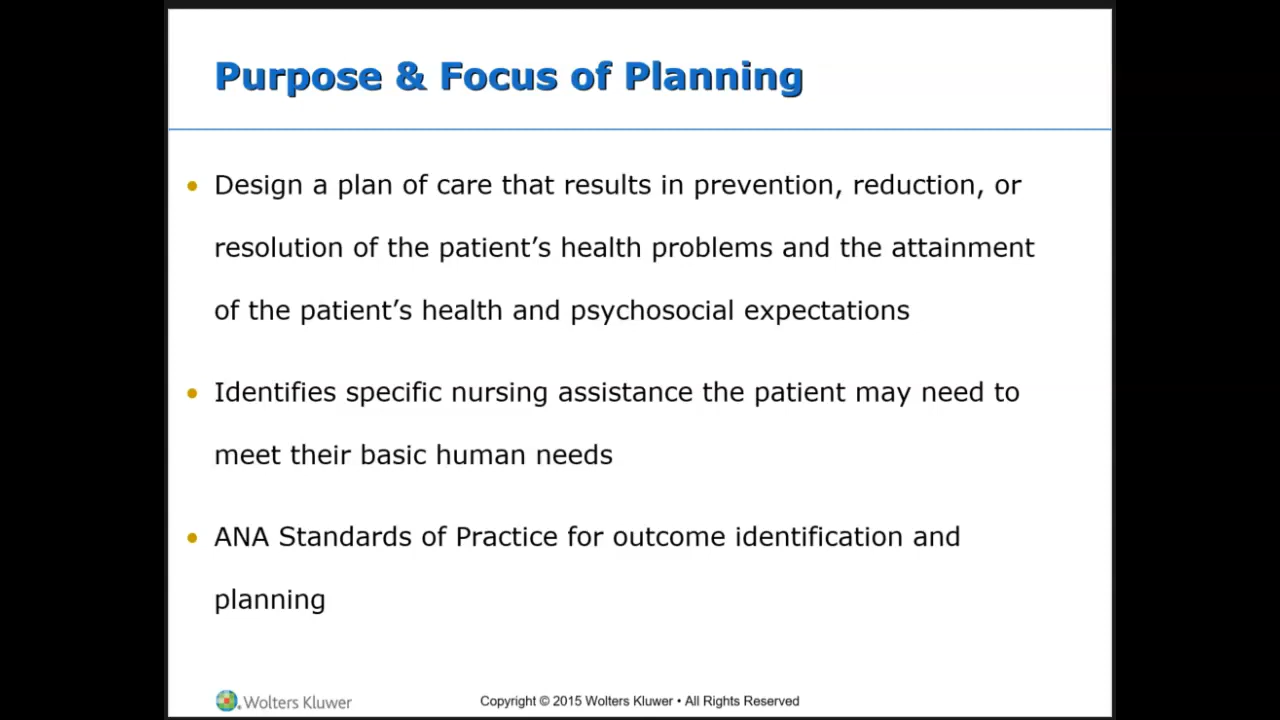 Purpose & Focus of Planning
• Design a plan of care that results in prevention, reduction, or
resolution of the patient’s health problems and the attainment
of the patient’s health and psychosocial expectations
• Identifies specific nursing assistance the patient may need to
meet their basic human needs
• ANA Standards of Practice for outcome identification and
planning
Wolters Kluwer
Copyright © 2015 Wolters Kluwer • All Rights Reserved